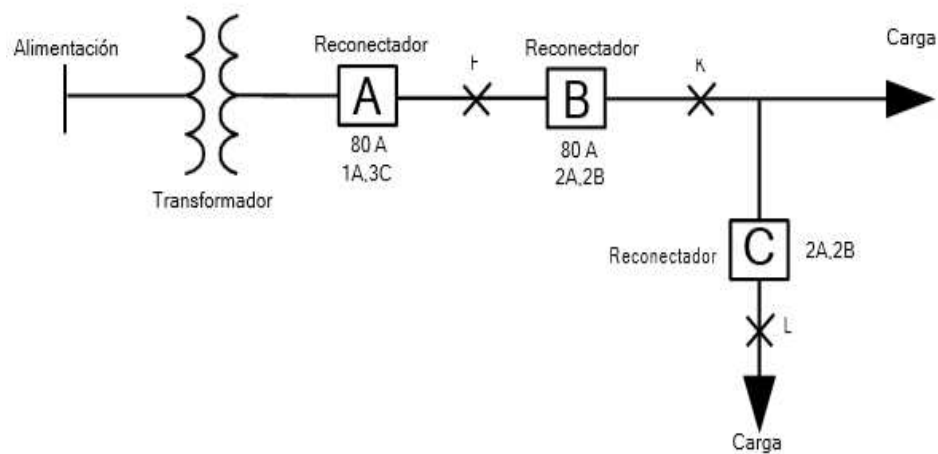 Alimentación
Reconectador
Reconectador
Carga
A
B
K
80 A
1A,3C
80 A
2A,2B
Transformador
Reconectador
C
2A,2B
L
Carga